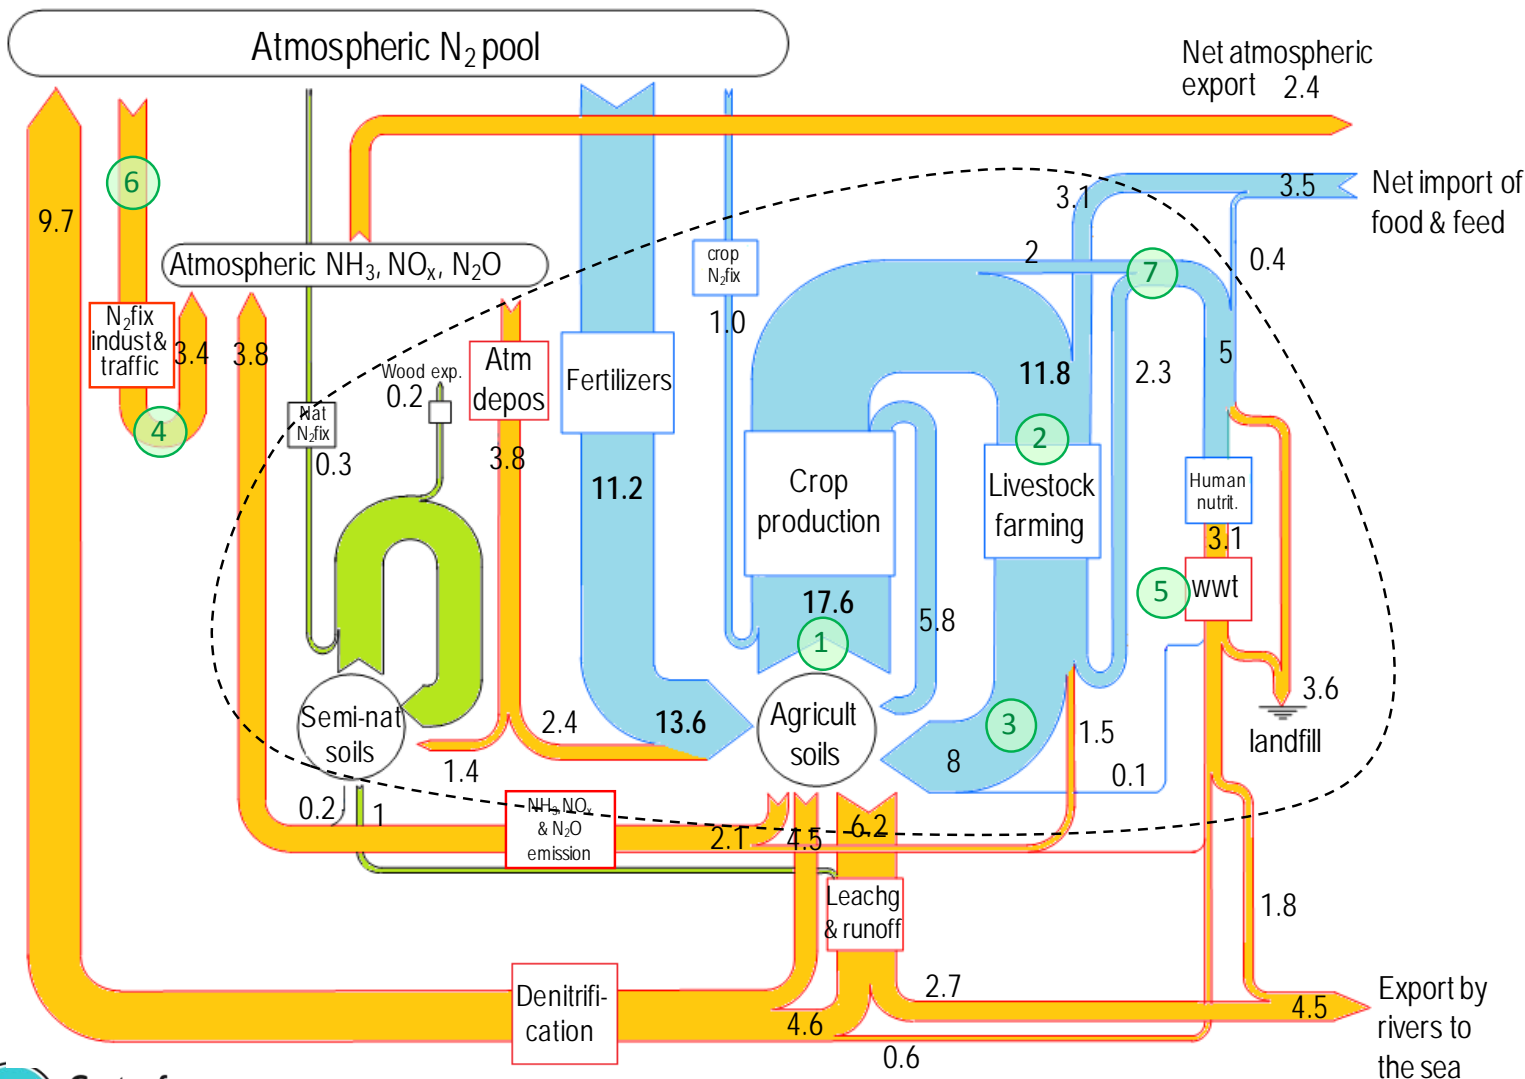 Atmospheric N2 pool
Net atmospheric
export 2.4
6
3.1
3.5
Net import of
food & feed
9.7
Atmospheric NH3, NOx, N2O
crop
N2fix
2
7
0.4
N2fix
indust&
traffic
3.4
3.8
1.0
Wood exp.
0.2
Atm
depos
Fertilizers
11.8
2.3
5
4
Nat
N2fix
0.3
3.8
11.2
2
Crop
production
Livestock
farming
Human
nutrit.
3.1
5
wwt
17.6
1
5.8
3.6
landfill
Semi-nat
soils
2.4
1.4
13.6
Agricult
soils
3
8
1.5
0.1
0.2
1
NH3,NOx
& N2O
emission
2.1
4.5
6.2
Leachg
& runoff
1.8
Denitrifi-
cation
4.6
2.7
0.6
4.5
Export by
rivers to
the sea